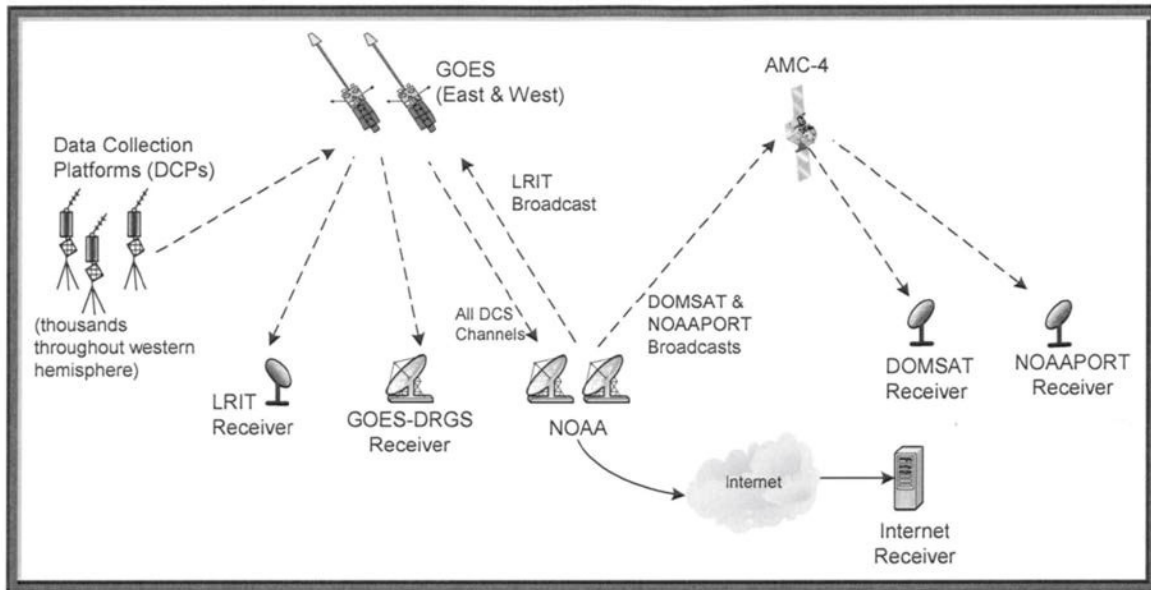 GOES
(East & West)
AMC-4
Data Collection
Platforms (DCPs)
LRIT
Broadcast
(thousands
throughout western
hemisphere)
All DCS
Channels
DOMSAT &
NOAAPORT
Broadcasts
LRIT
Receiver
GOES-DRGS
Receiver
NOAA
DOMSAT
Receiver
NOAAPORT
Receiver
Internet
Internet
Receiver